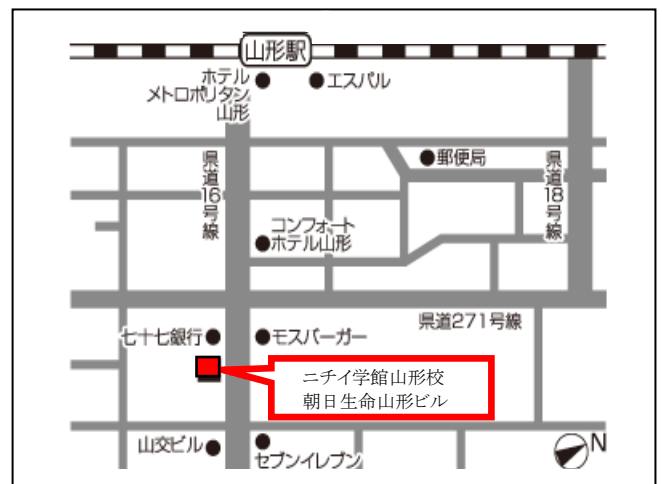 山形駅
ホテル
メトロポリタン
山形
エスパル
郵便局
県道16号線
県道18号線
コンフォート
ホテル山形
県道271号線
七十七銀行
モスバーガー
ニチイ学館山形校
朝日生命山形ビル
山交ビル
セブンイレブン
N